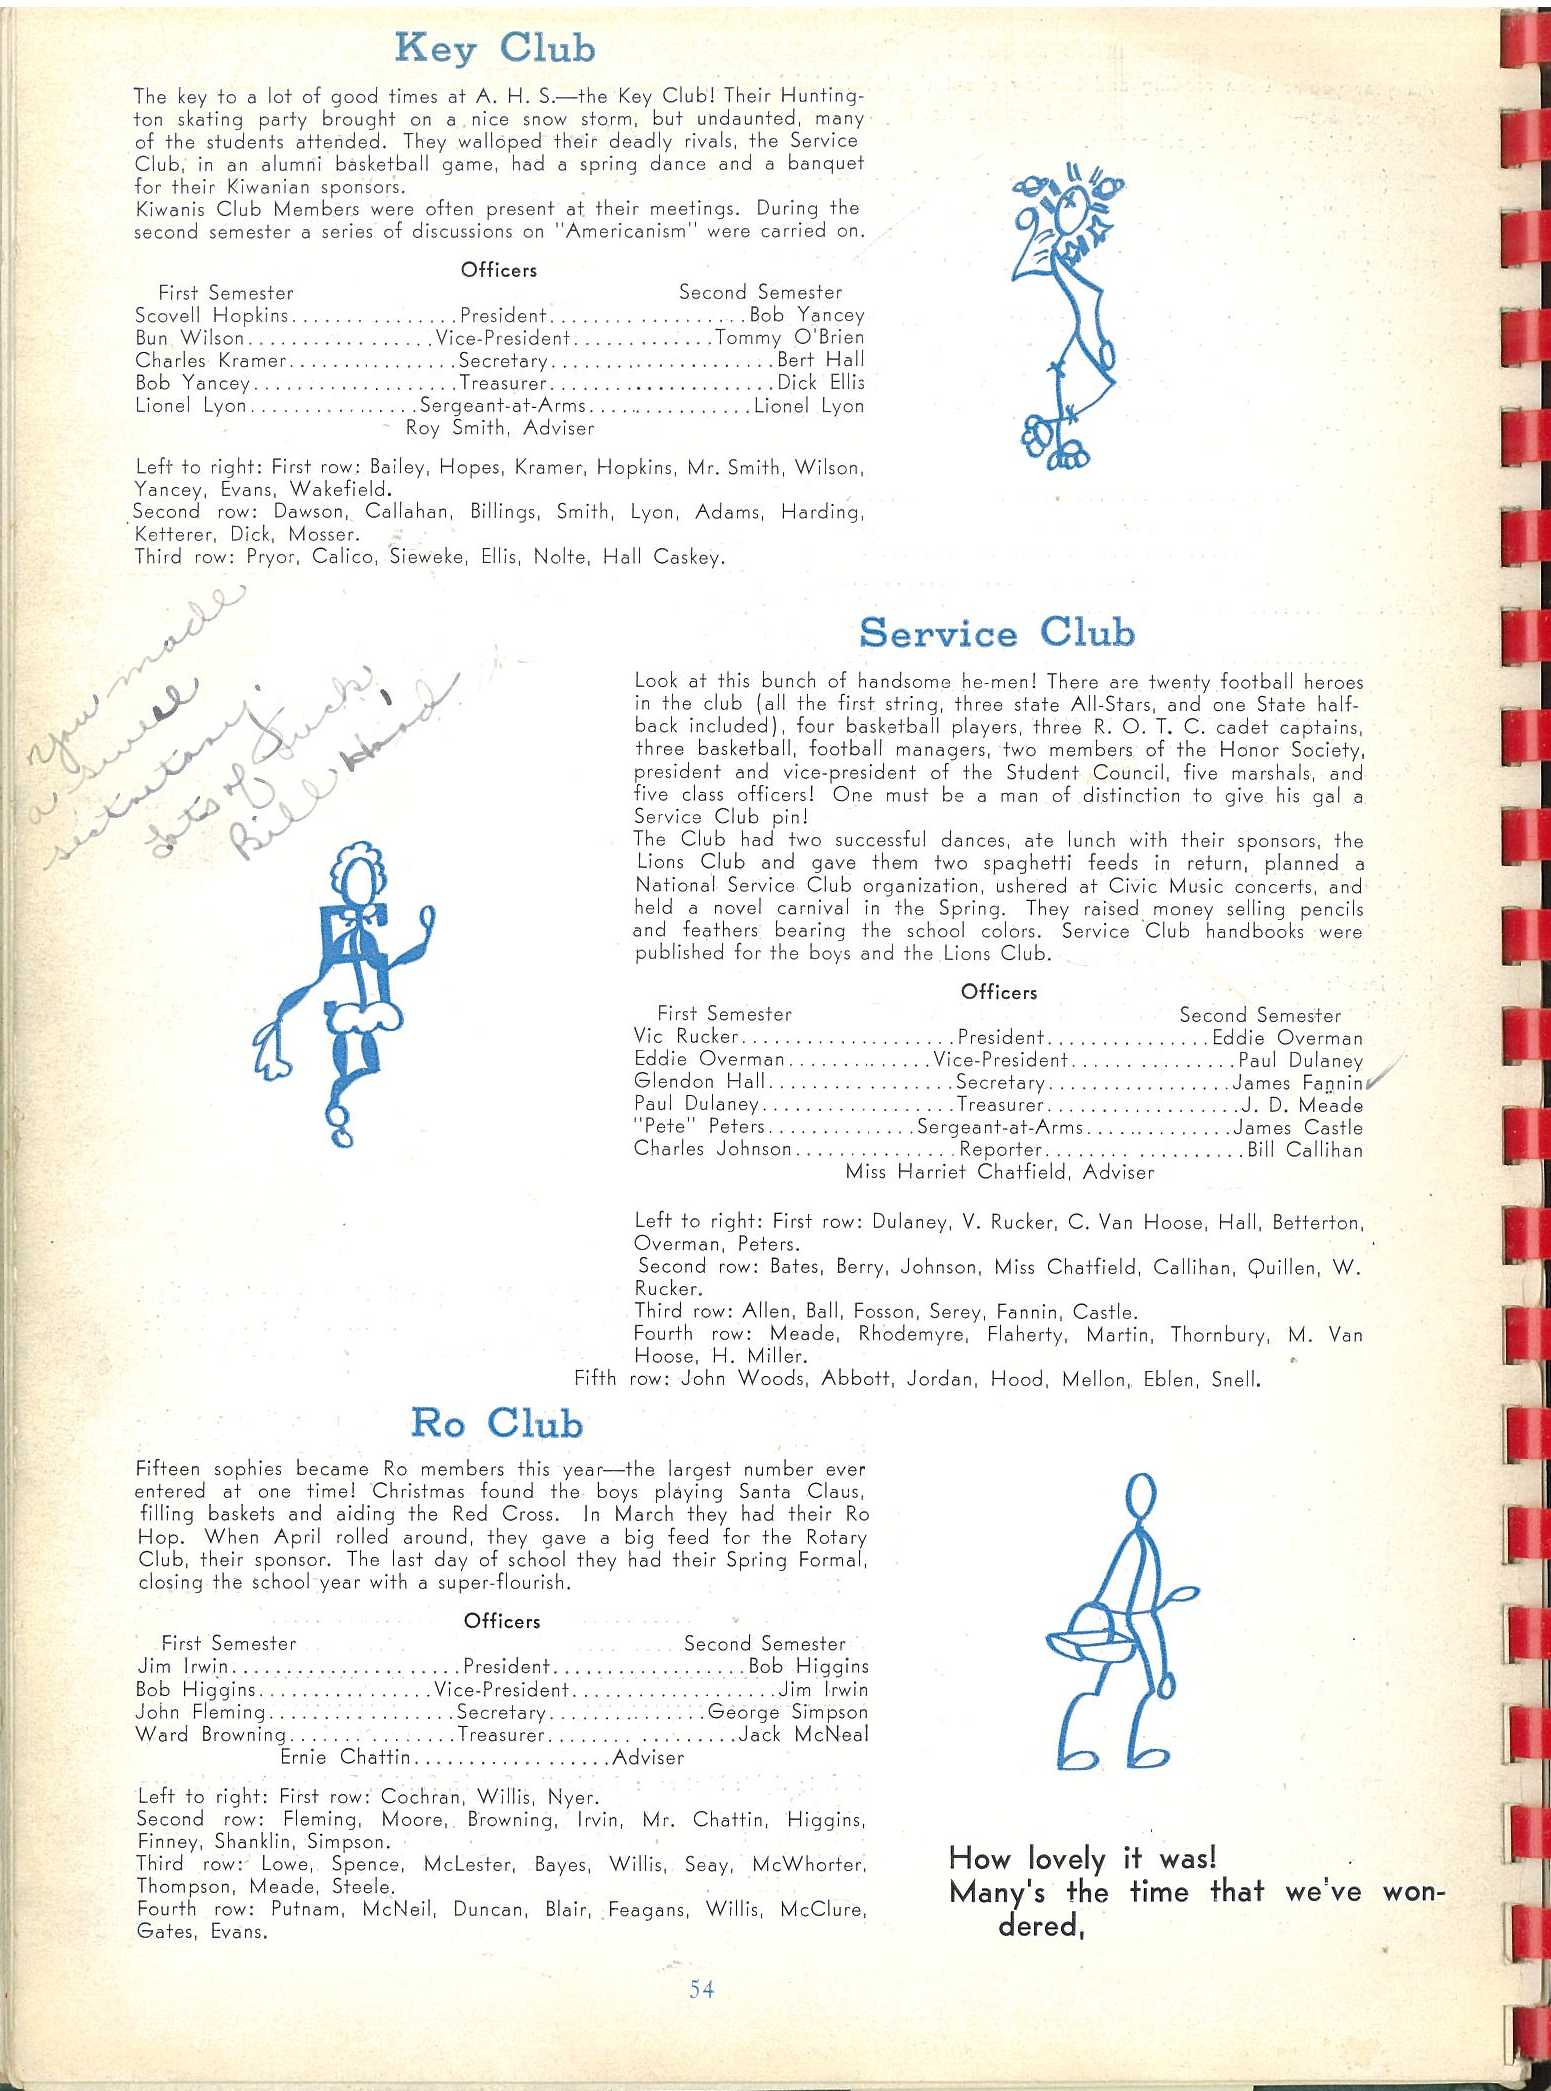 Key Club
The key to a lot of good times at A. H. S.—the Key Club! Their Hunting-
ton skating party brought on a nice snow storm, but undaunted, many
of the students attended. They walloped their deadly rivals, the Service
Club, in an alumni basketball game, had a spring dance and a banquet
for their Kiwanian sponsors.
Kiwanis Club Members were often present at their meetings. During the
second semester a series of discussions on "Americanism" were carried on.
Officers
First Semester Second Semester
Scovell Hopkins...............President..................Bob Yancey
Bun Wilson.................Vice-President.............Tommy O'Brien
Charles Kramer................Secretary.....................Bert Hall
Bob Yancey...................Treasurer.....................Dick Ellis
Lionel Lyon................Sergeant-at-Arms...............Lionel Lyon
Roy Smith, Adviser
Left to right: First row: Bailey, Hopes, Kramer, Hopkins, Mr. Smith, Wilson,
Yancey, Evans, Wakefield.
Second row: Dawson, Callahan, Billings, Smith, Lyon, Adams, Harding,
Ketterer, Dick, Mosser.
Third row: Pryor, Calico, Sieweke, Ellis, Nolte, Hall Caskey.
You made
a swell
secretary.
Lots of luck,
Bill Hood
Service Club
Look at this bunch of handsome he-men! There are twenty football heroes
in the club (all the first string, three state All-Stars, and one State half-
back included), four basketball players, three R. O. T. C. cadet captains,
three basketball, football managers, two members of the Honor Society,
president and vice-president of the Student Council, five marshals, and
five class officers! One must be a man of distinction to give his gal a
Service Club pin!
The Club had two successful dances, ate lunch with their sponsors, the
Lions Club and gave them two spaghetti feeds in return, planned a
National Service Club organization, ushered at Civic Music concerts, and
held a novel carnival in the Spring. They raised money selling pencils
and feathers bearing the school colors. Service Club handbooks were
published for the boys and the Lions Club.
Officers
First Semester Second Semester
Vic Rucker....................President...............Eddie Overman
Eddie Overman.............Vice-President...............Paul Dulaney
Glendon Hall.................Secretary.................James Fannin
Paul Dulaney..................Treasurer..................J. D. Meade
"Pete" Peters..............Sergeant-at-Arms..............James Castle
Charles Johnson...............Reporter...................Bill Callihan
Miss Harriet Chatfield, Adviser
Left to right: First row: Dulaney, V. Rucker, C. Van Hoose, Hall, Betterton,
Overman, Peters.
Second row: Bates, Berry, Johnson, Miss Chatfield, Callihan, Quillen, W.
Rucker.
Third row: Allen, Ball, Fosson, Serey, Fannin, Castle.
Fourth row: Meade, Rhodemyre, Flaherty, Martin, Thornbury, M. Van
Hoose, H. Miller.
Fifth row: John Woods, Abbott, Jordan, Hood, Mellon, Eblen, Snell.
Ro Club
Fifteen sophies became Ro members this year—the largest number ever
entered at one time! Christmas found the boys playing Santa Claus,
filling baskets and aiding the Red Cross. In March they had their Ro
Hop. When April rolled around, they gave a big feed for the Rotary
Club, their sponsor. The last day of school they had their Spring Formal,
closing the school year with a super-flourish.
Officers
First Semester Second Semester
Jim Irwin.....................President..................Bob Higgins
Bob Higgins................Vice-President...................Jim Irwin
John Fleming.................Secretary...............George Simpson
Ward Browning................Treasurer..................Jack McNeal
Ernie Chattin..................Adviser
Left to right: First row: Cochran, Willis, Nyer.
Second row: Fleming, Moore, Browning, Irvin, Mr. Chattin, Higgins,
Finney, Shanklin, Simpson.
Third row: Lowe, Spence, McLester, Bayes, Willis, Seay, McWhorter,
Thompson, Meade, Steele.
Fourth row: Putnam, McNeil, Duncan, Blair, Feagans, Willis, McClure,
Gates, Evans.
How lovely it was!
Many's the time that we've won-
dered,
54